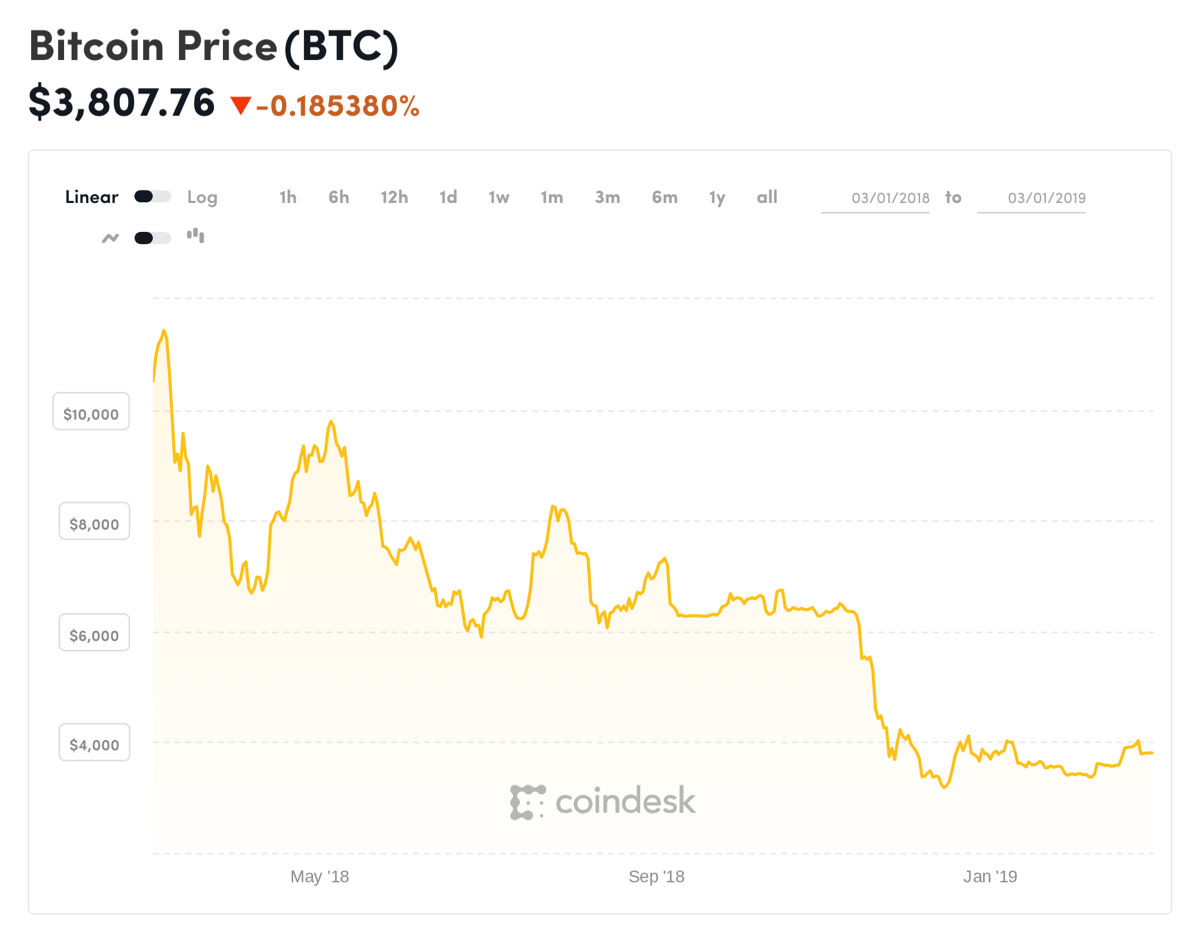 Bitcoin Price (BTC)
$3,807.76 ▼-0.185380%
Linear Log 1h 6h 12h 1d 1w 1m 3m 6m 1y all 03/01/2018 to 03/01/2019
$10,000
$8,000
$6,000
$4,000
coindesk
May '18 Sep '18 Jan '19